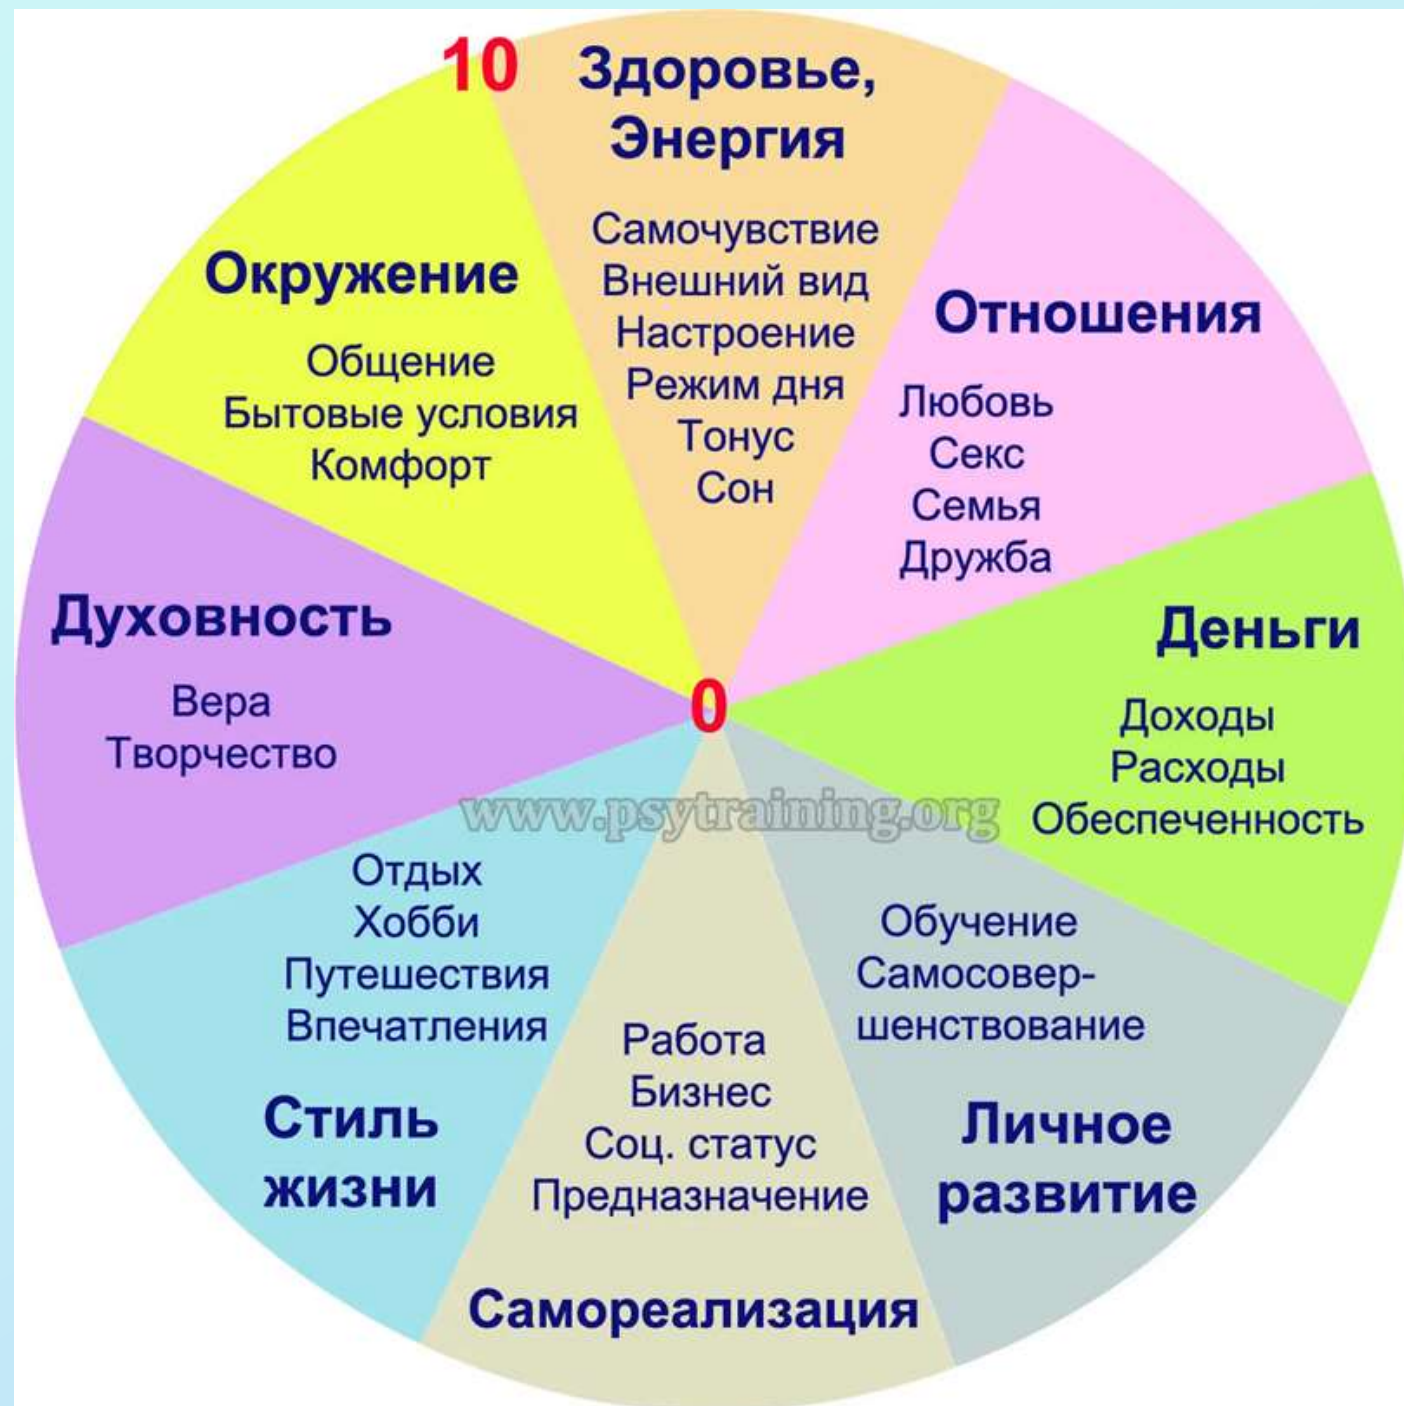 10
Здоровье,
Энергия
Самочувствие
Внешний вид
Настроение
Режим дня
Тонус
Сон
Отношения
Любовь
Секс
Семья
Дружба
Деньги
Доходы
Расходы
Обеспеченность
Обучение
Самосовер-
шенствование
Личное
развитие
Работа
Бизнес
Соц. статус
Предназначение
Самореализация
Отдых
Хобби
Путешествия
Впечатления
Стиль
жизни
Духовность
Вера
Творчество
Окружение
Общение
Бытовые условия
Комфорт
0
www.psytraining.org